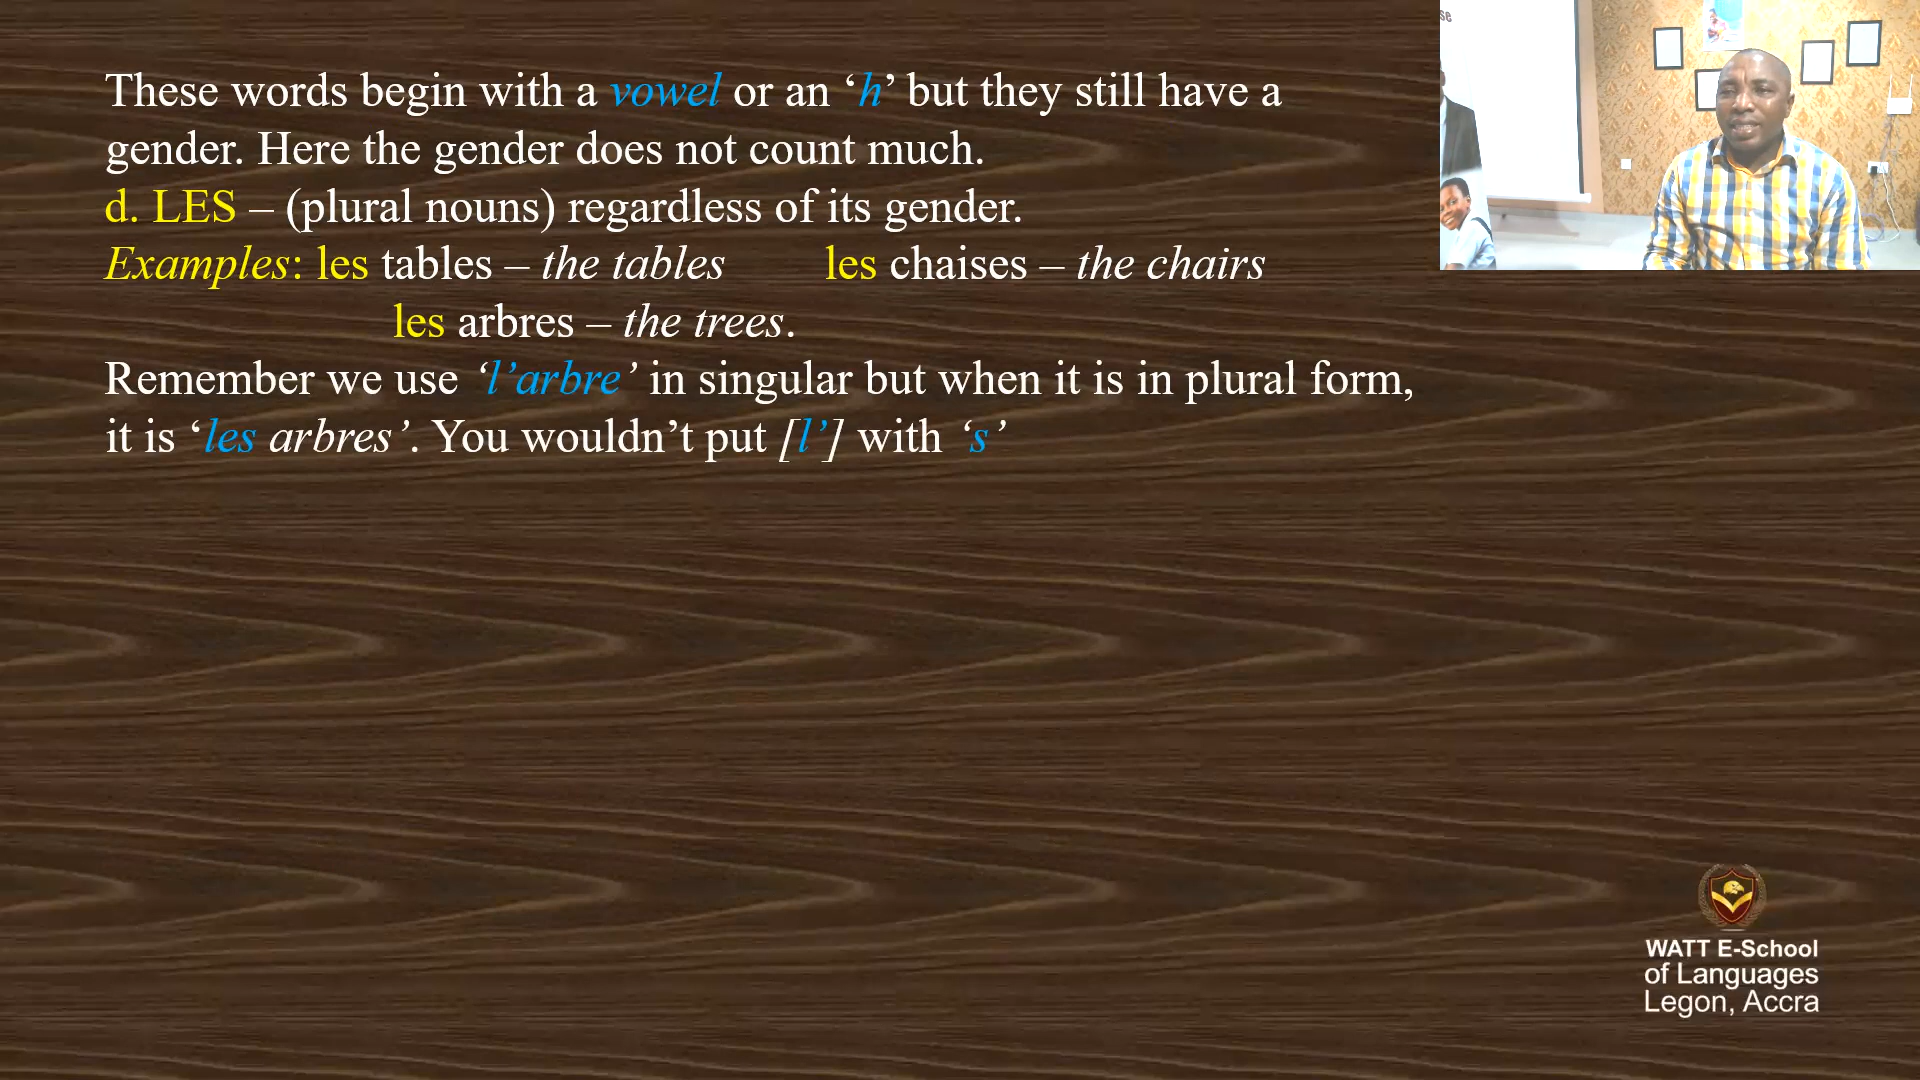 These words begin with a vowel or an ‘h’ but they still have a
gender. Here the gender does not count much.
d. LES – (plural nouns) regardless of its gender.
Examples: les tables – the tables les chaises – the chairs
les arbres – the trees.
Remember we use ‘l’arbre’ in singular but when it is in plural form,
it is ‘les arbres’. You wouldn’t put [l’] with ‘s’
se
WATT E-School
of Languages
Legon, Accra